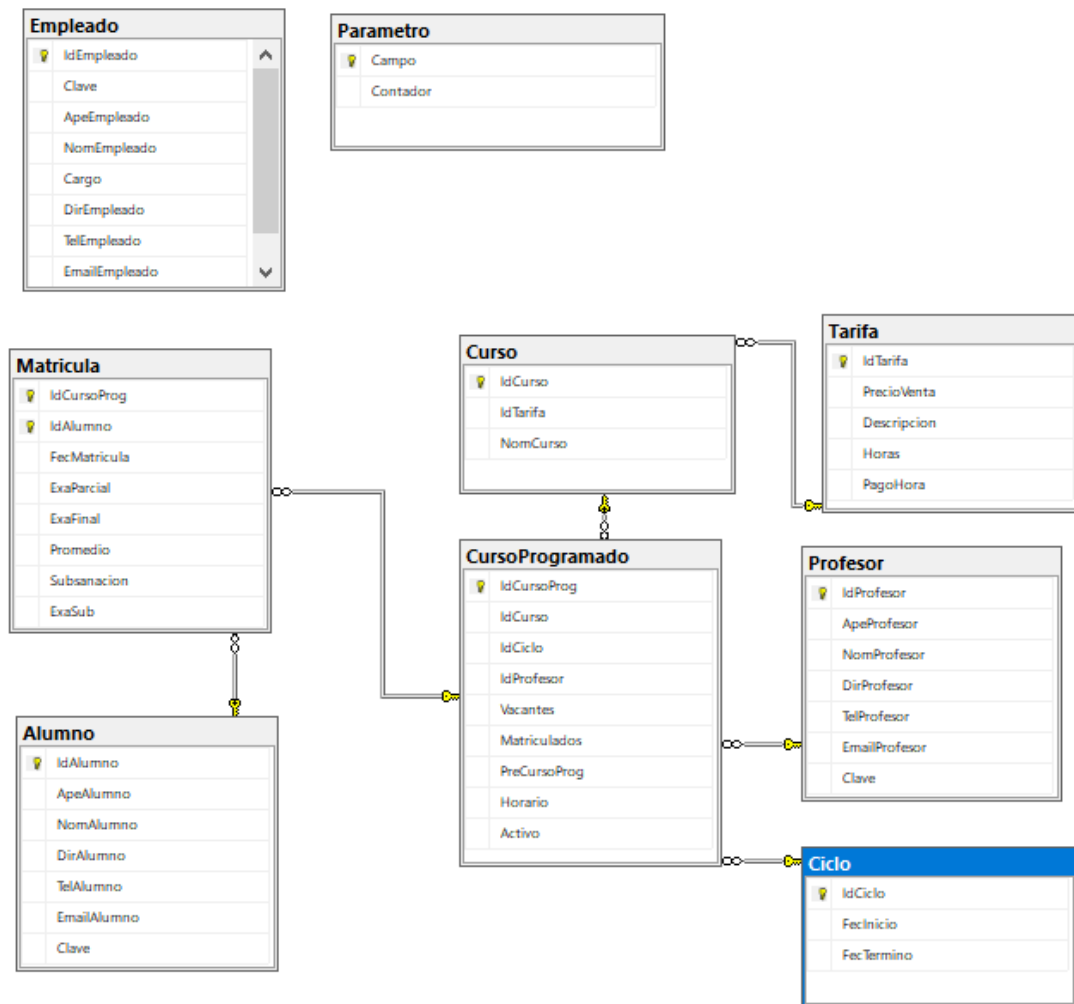 Empleado
IdEmpleado
Clave
ApeEmpleado
NomEmpleado
Cargo
DirEmpleado
TelEmpleado
EmailEmpleado
Parametro
Campo
Contador
Matricula
IdCursoProg
IdAlumno
FecMatricula
ExaParcial
ExaFinal
Promedio
Subsanacion
ExaSub
Curso
IdCurso
IdTarifa
NomCurso
Tarifa
IdTarifa
PrecioVenta
Descripcion
Horas
PagoHora
CursoProgramado
IdCursoProg
IdCurso
IdCiclo
IdProfesor
Vacantes
Matriculados
PreCursoProg
Horario
Activo
Profesor
IdProfesor
ApeProfesor
NomProfesor
DirProfesor
TelProfesor
EmailProfesor
Clave
Alumno
IdAlumno
ApeAlumno
NomAlumno
DirAlumno
TelAlumno
EmailAlumno
Clave
Ciclo
IdCiclo
FecInicio
FecTermino